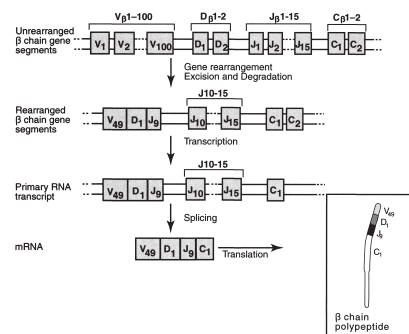 Vβ1–100 Dβ1-2 Jβ1-15 Cβ1–2
Unrearranged
β chain gene
segments
V1 V2 V100 D1 D2 J1 J2 J15 C1 C2
Gene rearrangement
Excision and Degradation
J10-15
Rearranged
β chain gene
segments
V49 D1 J9 J10 J15 C1 C2
Transcription
J10-15
Primary RNA
transcript
V49 D1 J9 J10 J15 C1
Splicing
mRNA
V49 D1 J9 C1
Translation
V49
D1
J9
C1
β chain
polypeptide